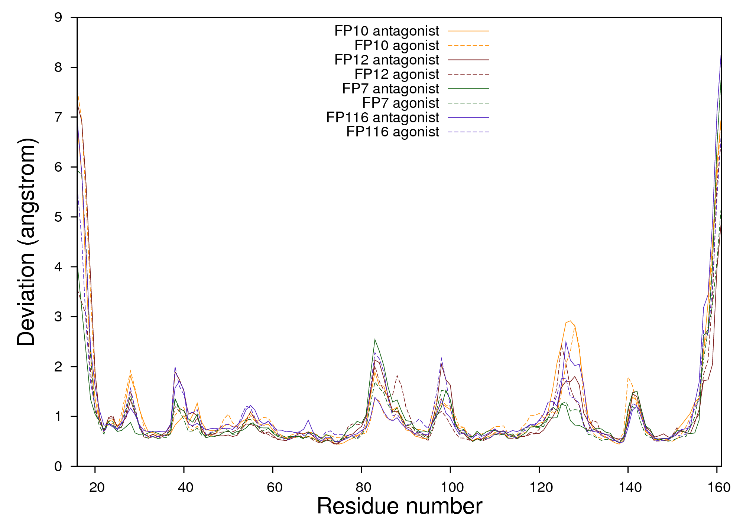 9
8
7
6
5
4
3
2
1
0
Deviation (angstrom)
FP10 antagonist
FP10 agonist
FP12 antagonist
FP12 agonist
FP7 antagonist
FP7 agonist
FP116 antagonist
FP116 agonist
20 40 60 80 100 120 140 160
Residue number